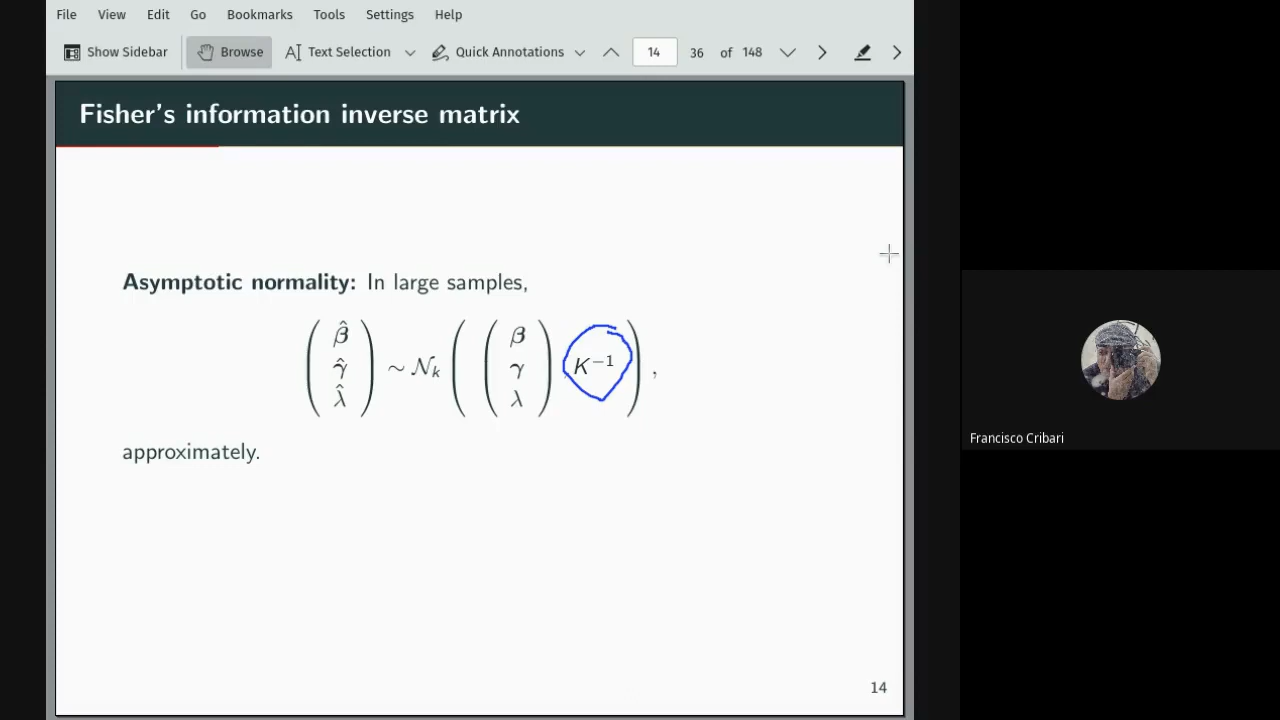 File View Edit Go Bookmarks Tools Settings Help
Show Sidebar Browse Text Selection Quick Annotations 14 36 of 148
Fisher's information inverse matrix
Asymptotic normality: In large samples,
( β̂ γ̂ λ̂ ) ∼ 𝒩ₖ ( ( β γ λ ) K⁻¹ ) ,
approximately.
14
Francisco Cribari